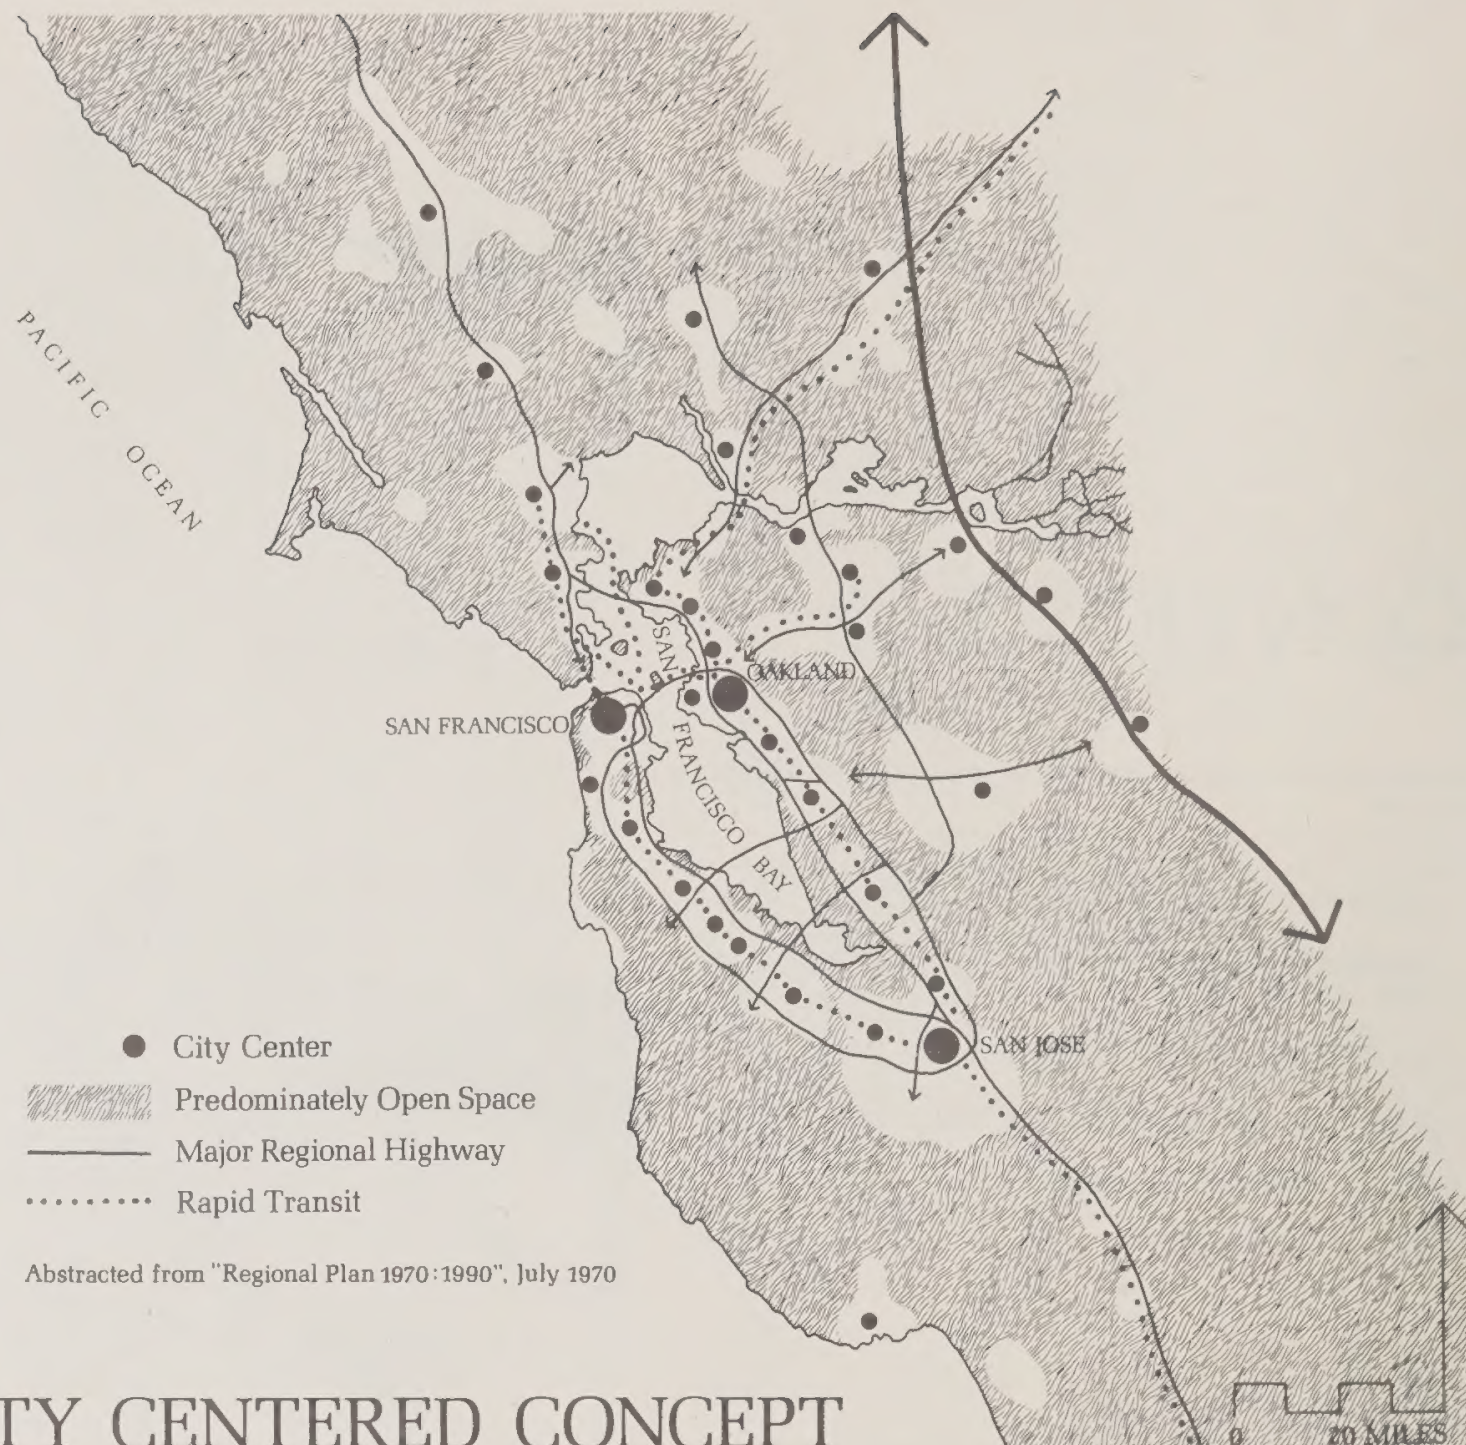 PACIFIC OCEAN
OAKLAND
SAN FRANCISCO
SAN FRANCISCO BAY
SAN JOSE
City Center
Predominately Open Space
Major Regional Highway
Rapid Transit
Abstracted from "Regional Plan 1970:1990", July 1970
TY CENTERED CONCEPT
0 20 MILES